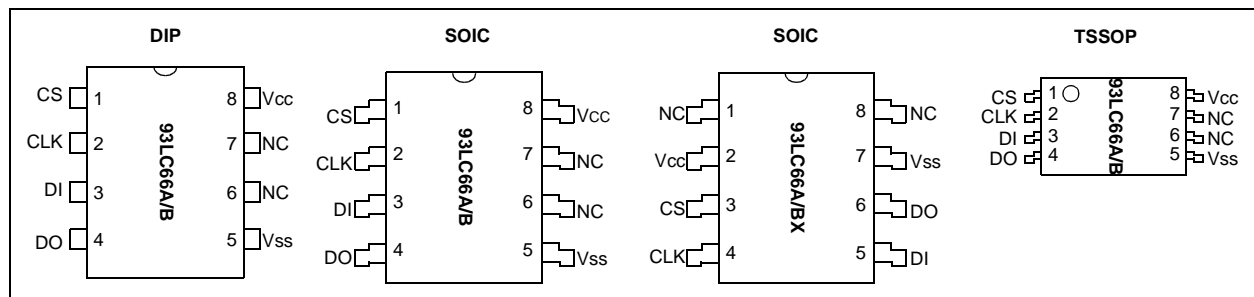 DIP
CS 1 8 Vcc
CLK 2 7 NC
DI 3 6 NC
DO 4 5 Vss
93LC66A/B
SOIC
CS 1 8 Vcc
CLK 2 7 NC
DI 3 6 NC
DO 4 5 Vss
93LC66A/B
SOIC
NC 1 8 NC
Vcc 2 7 Vss
CS 3 6 DO
CLK 4 5 DI
93LC66A/BX
TSSOP
CS 1 8 Vcc
CLK 2 7 NC
DI 3 6 NC
DO 4 5 Vss
93LC66A/B